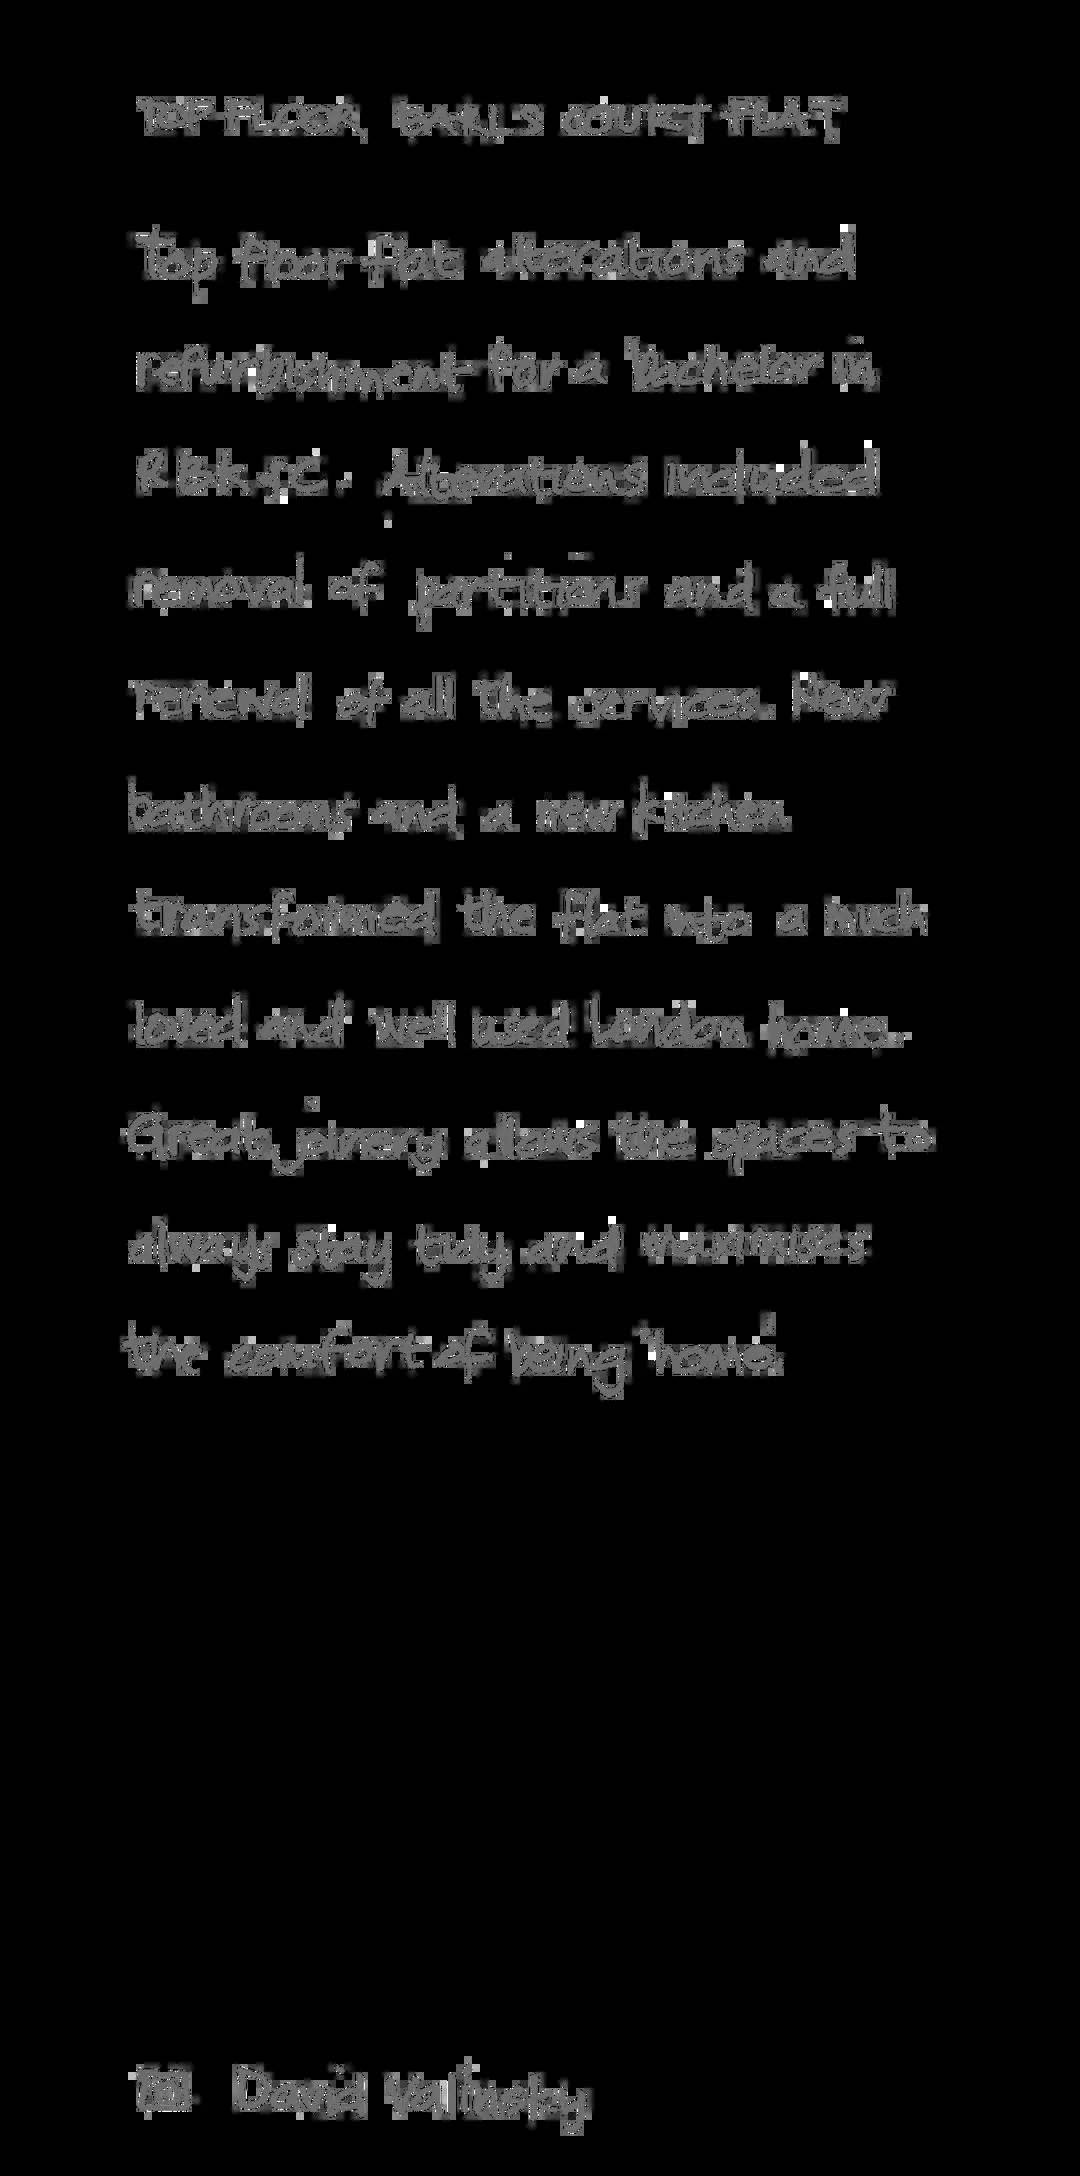 TOP FLOOR, EARLS COURT FLAT
Top floor flat alterations and
refurbishment for a bachelor in
RBK&C. Alterations included
removal of partitions and a full
renewal of all the services. New
bathrooms and a new kitchen
transformed the flat into a much
loved and well used London home.
Great joinery allows the spaces to
always stay tidy and maximises
the comfort of being 'home'.
David Valinsky